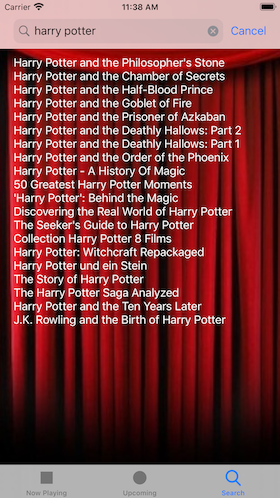 Carrier 11:38 AM
harry potter Cancel
Harry Potter and the Philosopher's Stone
Harry Potter and the Chamber of Secrets
Harry Potter and the Half-Blood Prince
Harry Potter and the Goblet of Fire
Harry Potter and the Prisoner of Azkaban
Harry Potter and the Deathly Hallows: Part 2
Harry Potter and the Deathly Hallows: Part 1
Harry Potter and the Order of the Phoenix
Harry Potter - A History Of Magic
50 Greatest Harry Potter Moments
'Harry Potter': Behind the Magic
Discovering the Real World of Harry Potter
The Seeker's Guide to Harry Potter
Collection Harry Potter 8 Films
Harry Potter: Witchcraft Repackaged
Harry Potter und ein Stein
The Story of Harry Potter
The Harry Potter Saga Analyzed
Harry Potter and the Ten Years Later
J.K. Rowling and the Birth of Harry Potter
Now Playing Upcoming Search